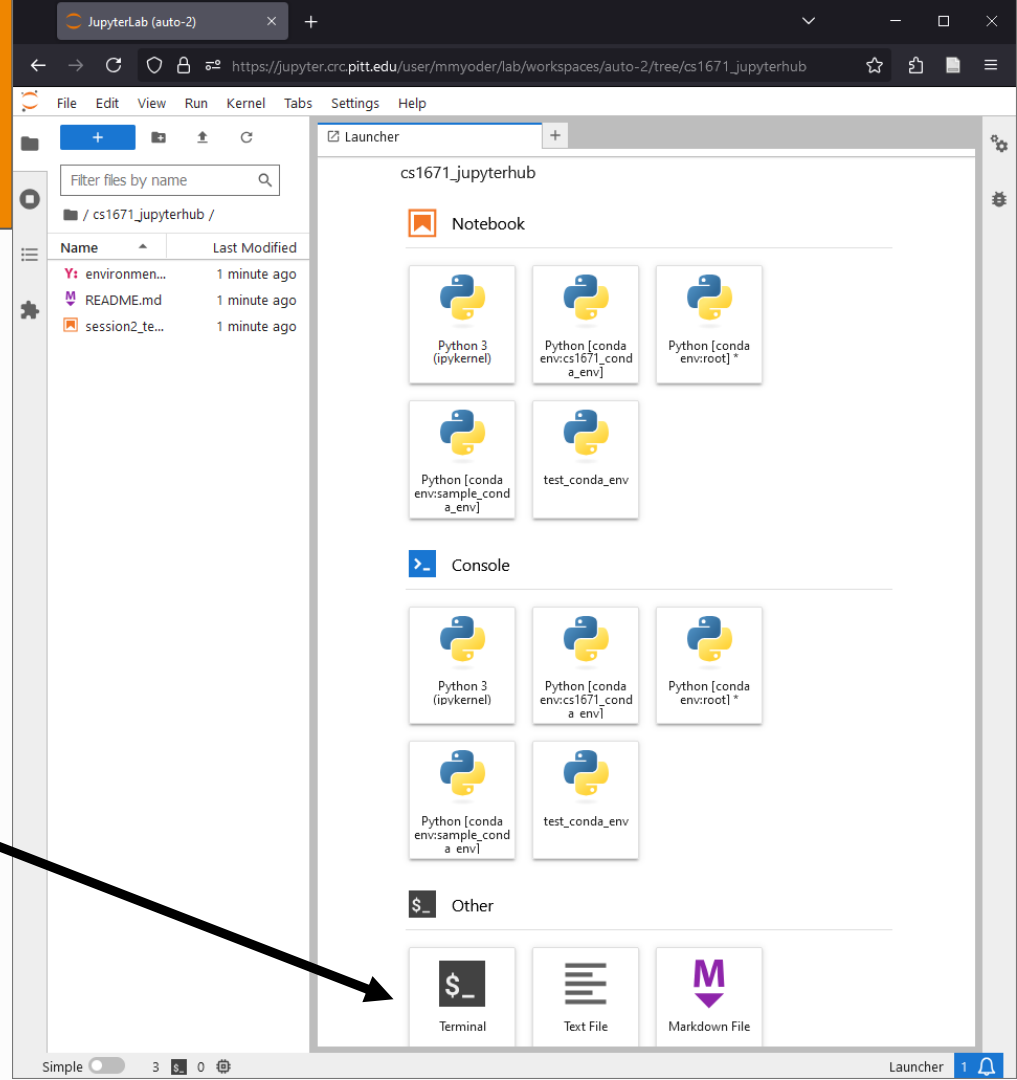 JupyterLab (auto-2)
https://jupyter.crc.pitt.edu/user/mmyoder/lab/workspaces/auto-2/tree/cs1671_jupyterhub
File Edit View Run Kernel Tabs Settings Help
Launcher
Filter files by name
/ cs1671_jupyterhub /
Name Last Modified
Y: environmen... 1 minute ago
README.md 1 minute ago
session2_te... 1 minute ago
cs1671_jupyterhub
Notebook
Python 3
(ipykernel)
Python [conda
env:cs1671_cond
a_env]
Python [conda
env:root] *
Python [conda
env:sample_cond
a_env]
test_conda_env
Console
Python 3
(ipykernel)
Python [conda
env:cs1671_cond
a_env]
Python [conda
env:root] *
Python [conda
env:sample_cond
a_env]
test_conda_env
$_ Other
$_
Terminal
Text File
M
Markdown File
Simple 3 $_ 0
Launcher 1